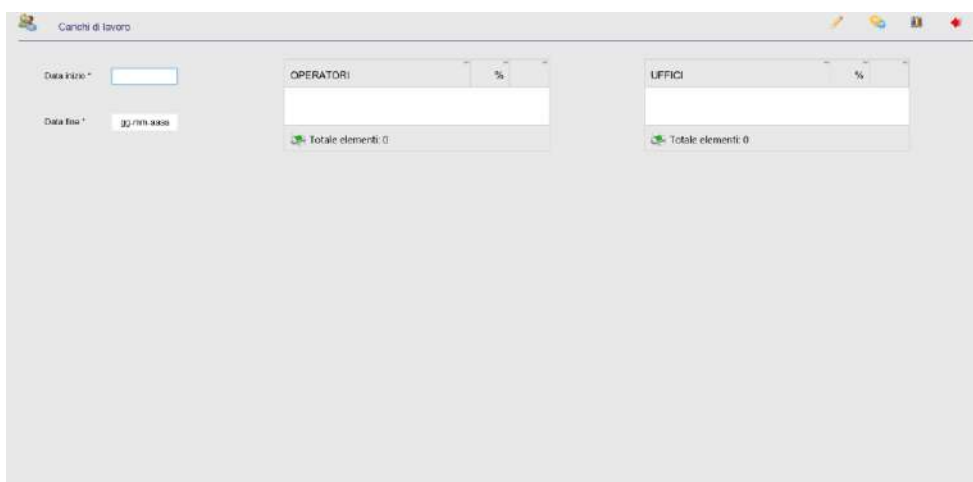 Carichi di lavoro
Data inizio *
Data fine *
gg-mm-aaaa
OPERATORI %
Totale elementi: 0
UFFICI %
Totale elementi: 0